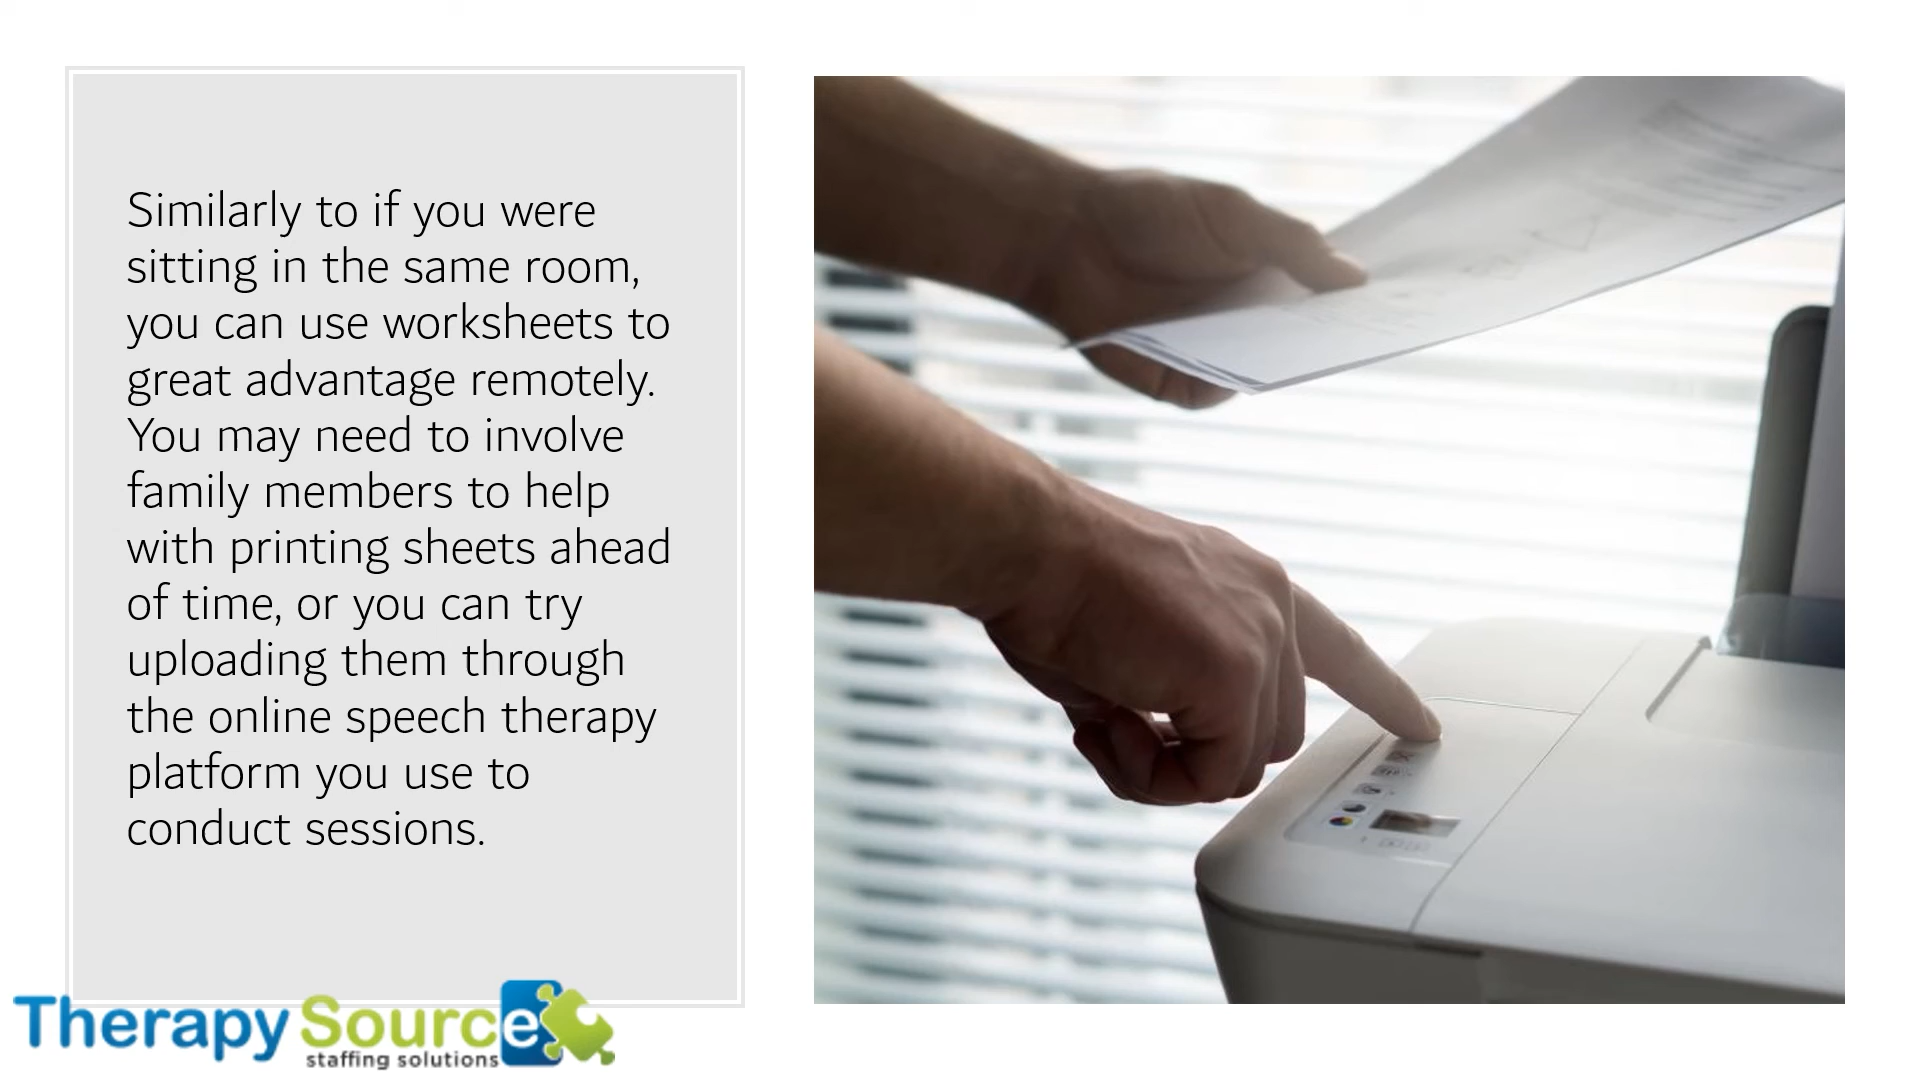 Similarly to if you were
sitting in the same room,
you can use worksheets to
great advantage remotely.
You may need to involve
family members to help
with printing sheets ahead
of time, or you can try
uploading them through
the online speech therapy
platform you use to
conduct sessions.
Therapy Source
staffing solutions